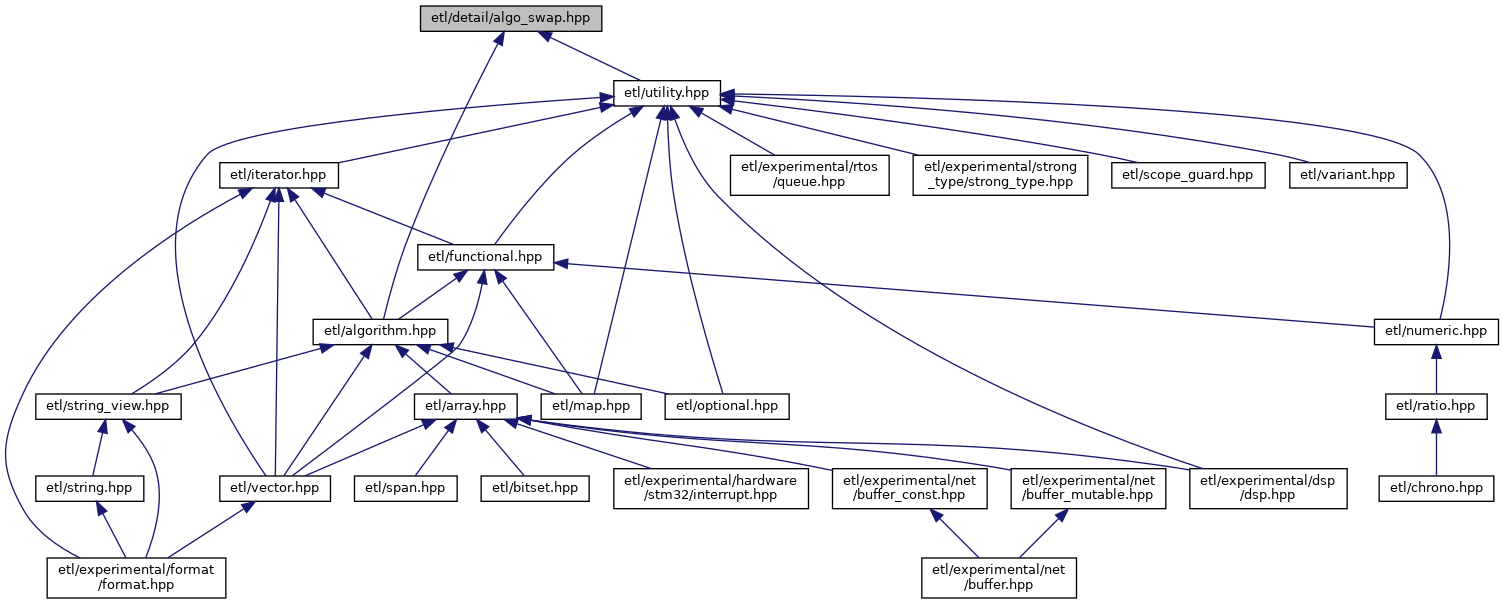 etl/detail/algo_swap.hpp
etl/utility.hpp
etl/iterator.hpp
etl/experimental/rtos
/queue.hpp
etl/experimental/strong
_type/strong_type.hpp
etl/scope_guard.hpp
etl/variant.hpp
etl/functional.hpp
etl/algorithm.hpp
etl/numeric.hpp
etl/string_view.hpp
etl/array.hpp
etl/map.hpp
etl/optional.hpp
etl/ratio.hpp
etl/string.hpp
etl/vector.hpp
etl/span.hpp
etl/bitset.hpp
etl/experimental/hardware
/stm32/interrupt.hpp
etl/experimental/net
/buffer_const.hpp
etl/experimental/net
/buffer_mutable.hpp
etl/experimental/dsp
/dsp.hpp
etl/chrono.hpp
etl/experimental/format
/format.hpp
etl/experimental/net
/buffer.hpp